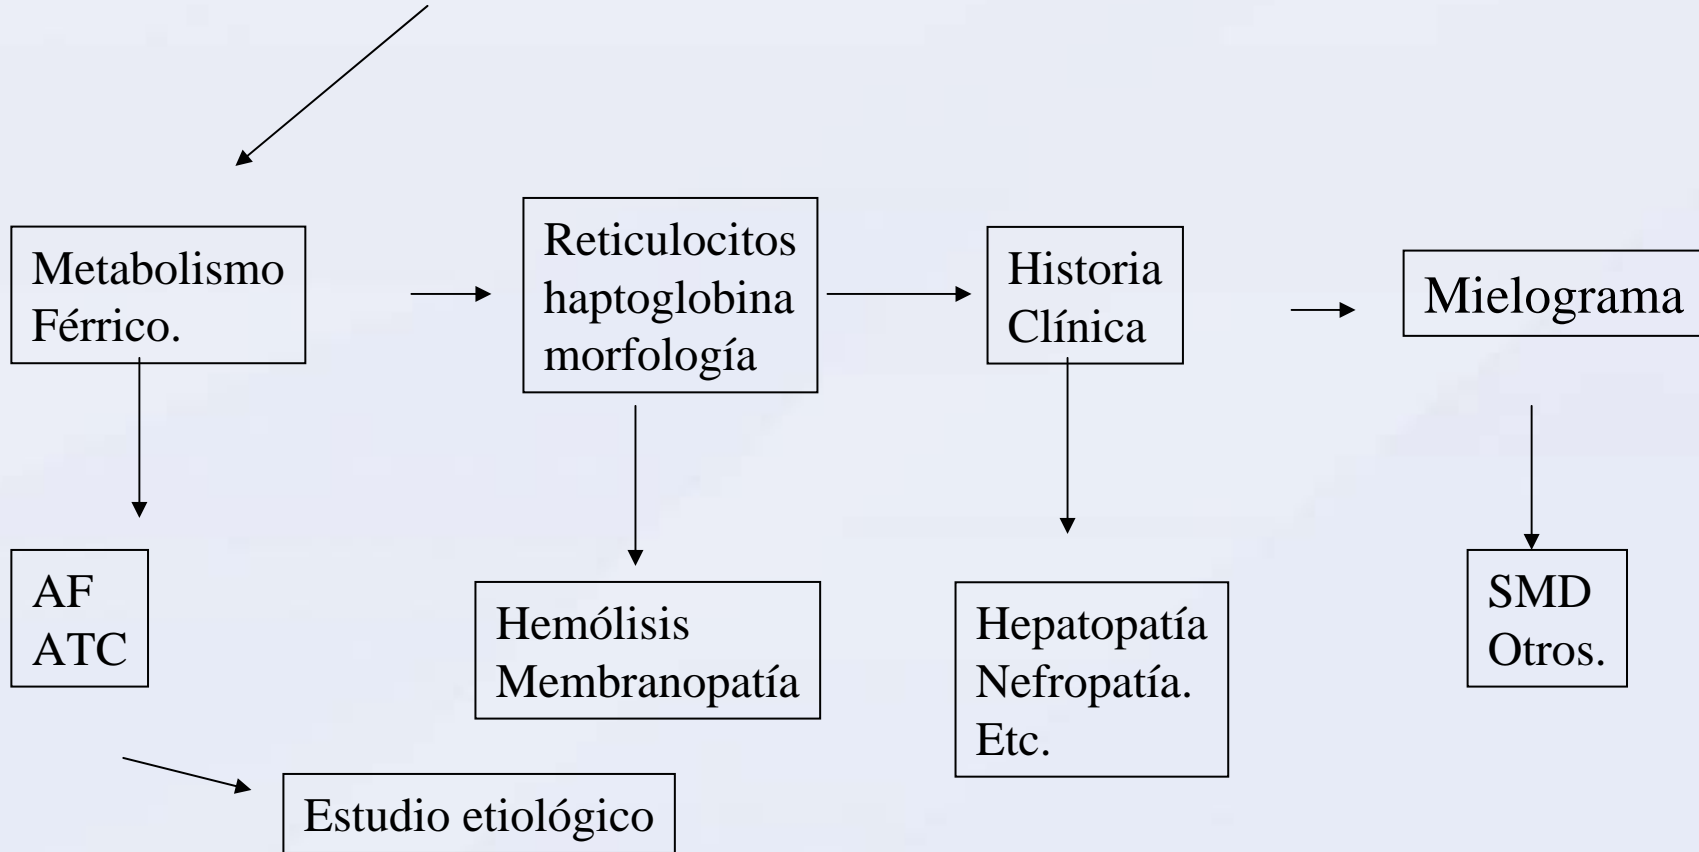 Metabolismo
Férrico.
Reticulocitos
haptoglobina
morfología
Historia
Clínica
Mielograma
AF
ATC
Hemólisis
Membranopatía
Hepatopatía
Nefropatía.
Etc.
SMD
Otros.
Estudio etiológico